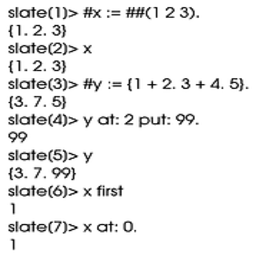 slate(1)> #x := ##(1 2 3).
{1. 2. 3}
slate(2)> x
{1. 2. 3}
slate(3)> #y := {1 + 2. 3 + 4. 5}.
{3. 7. 5}
slate(4)> y at: 2 put: 99.
99
slate(5)> y
{3. 7. 99}
slate(6)> x first
1
slate(7)> x at: 0.
1